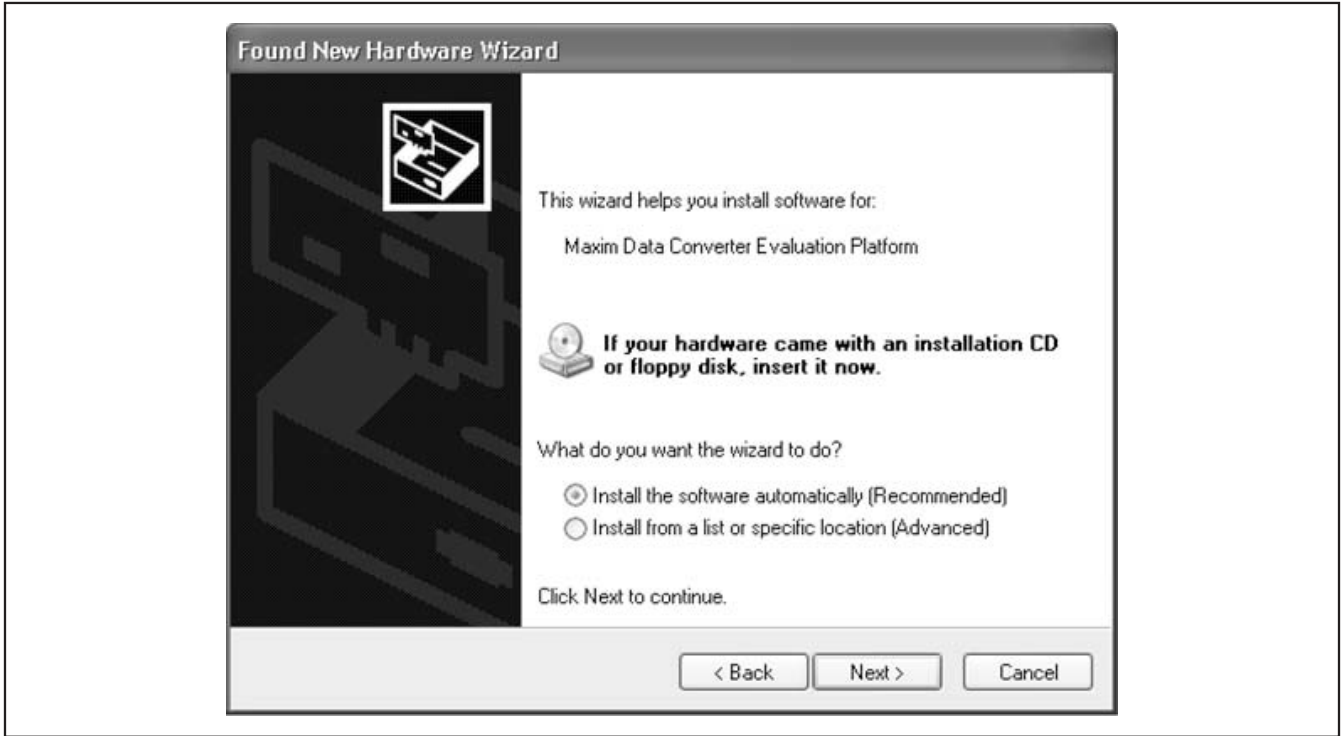 Found New Hardware Wizard
This wizard helps you install software for:
Maxim Data Converter Evaluation Platform
If your hardware came with an installation CD
or floppy disk, insert it now.
What do you want the wizard to do?
Install the software automatically (Recommended)
Install from a list or specific location (Advanced)
Click Next to continue.
< Back Next > Cancel